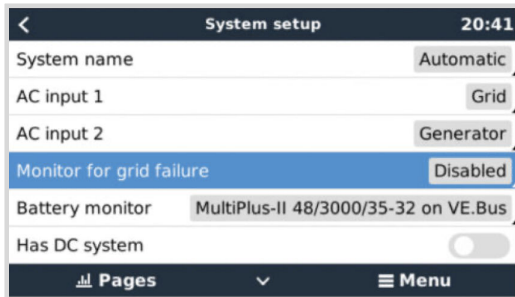 System setup 20:41
System name Automatic
AC input 1 Grid
AC input 2 Generator
Monitor for grid failure Disabled
Battery monitor MultiPlus-II 48/3000/35-32 on VE.Bus
Has DC system
Pages Menu